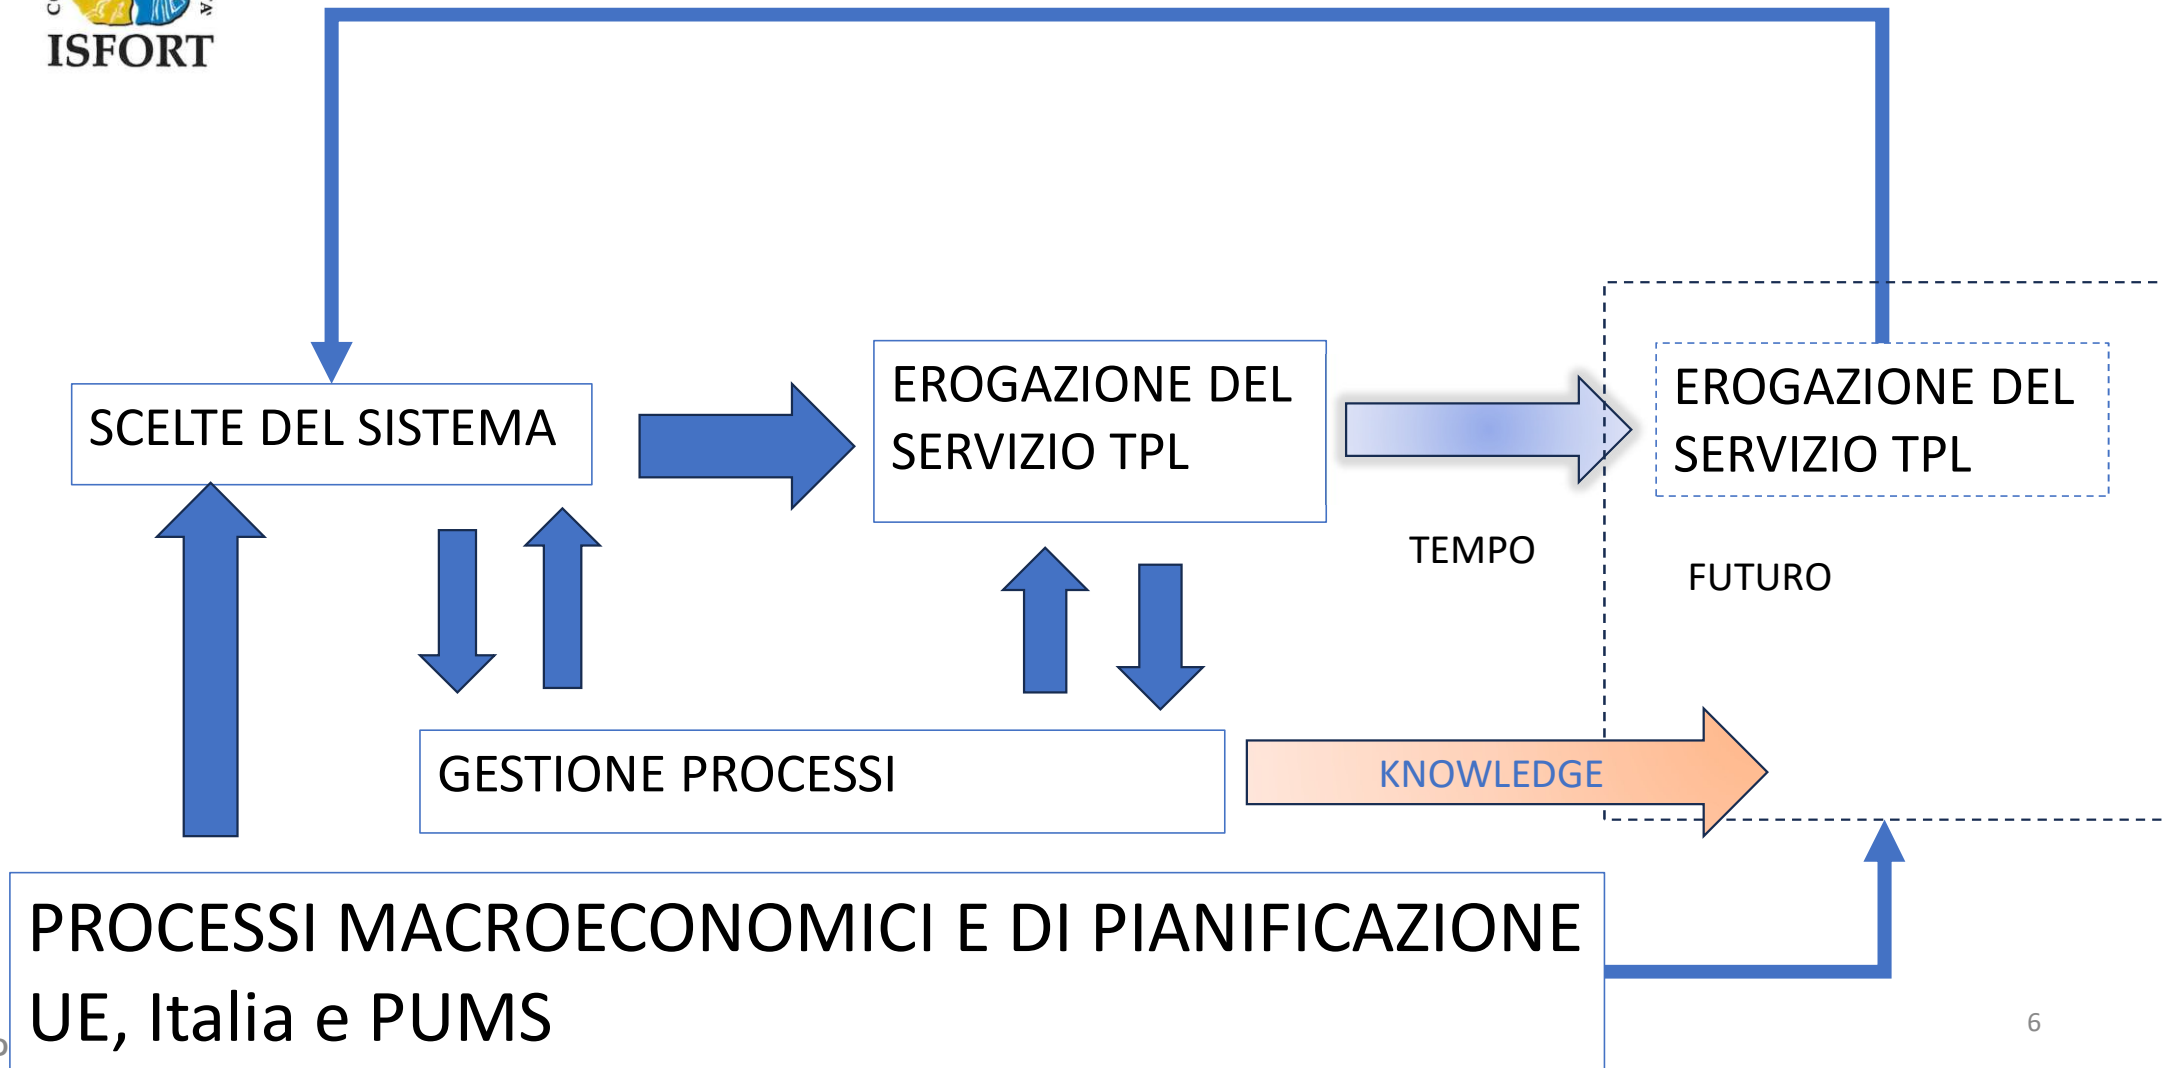 ISFORT
SCELTE DEL SISTEMA
EROGAZIONE DEL
SERVIZIO TPL
EROGAZIONE DEL
SERVIZIO TPL
TEMPO
FUTURO
GESTIONE PROCESSI
KNOWLEDGE
PROCESSI MACROECONOMICI E DI PIANIFICAZIONE
UE, Italia e PUMS
6